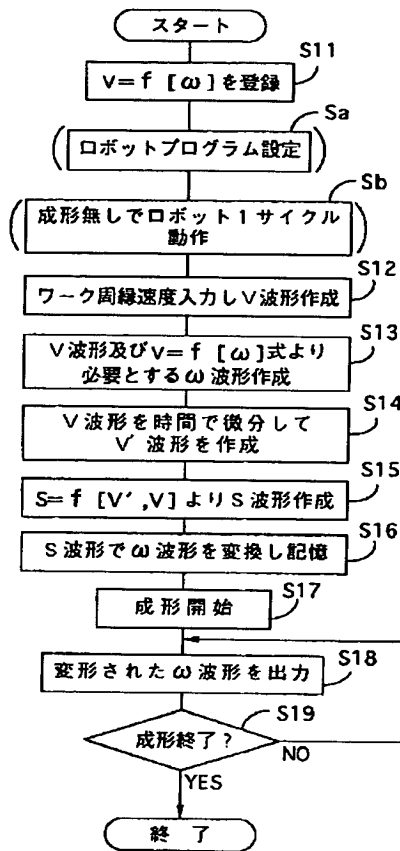 スタート
S11
V=f [ω]を登録
Sa
(ロボットプログラム設定)
Sb
(成形無しでロボット1サイクル
動作)
S12
ワーク周縁速度入力しV波形作成
S13
V波形及びv=f [ω]式より
必要とするω波形作成
S14
V波形を時間で微分して
V′波形を作成
S15
S=f [V′,V]よりS波形作成
S16
S波形でω波形を変換し記憶
S17
成形開始
S18
変形されたω波形を出力
S19
成形終了?
NO
YES
終了